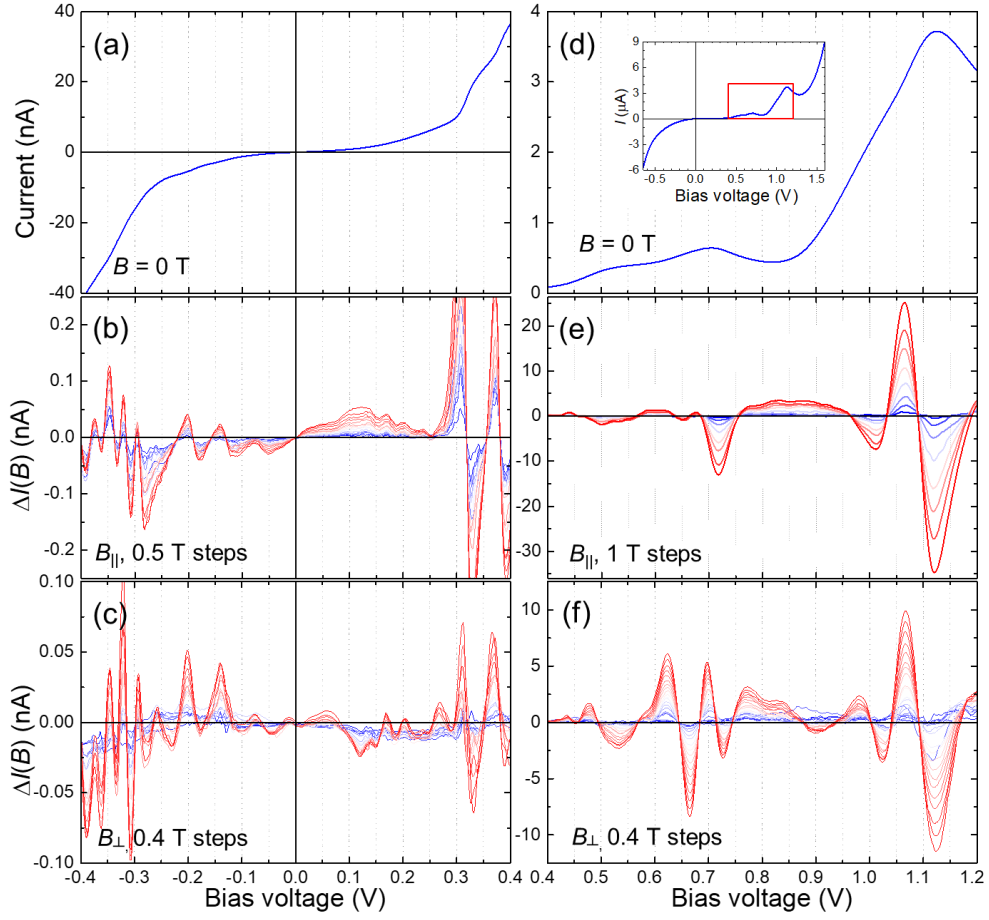 (a)
40
20
0
-20
-40
Current (nA)
B = 0 T
(d)
4
3
2
1
0
B = 0 T
9
6
3
0
-3
-6
I (µA)
-0.5 0.0 0.5 1.0 1.5
Bias voltage (V)
(b)
0.2
0.1
0.0
-0.1
-0.2
ΔI(B) (nA)
B||, 0.5 T steps
(e)
20
10
0
-10
-20
-30
B||, 1 T steps
(c)
0.10
0.05
0.00
-0.05
-0.10
ΔI(B) (nA)
B⊥, 0.4 T steps
-0.4 -0.3 -0.2 -0.1 0.0 0.1 0.2 0.3 0.4
Bias voltage (V)
(f)
10
5
0
-5
-10
B⊥, 0.4 T steps
0.4 0.5 0.6 0.7 0.8 0.9 1.0 1.1 1.2
Bias voltage (V)